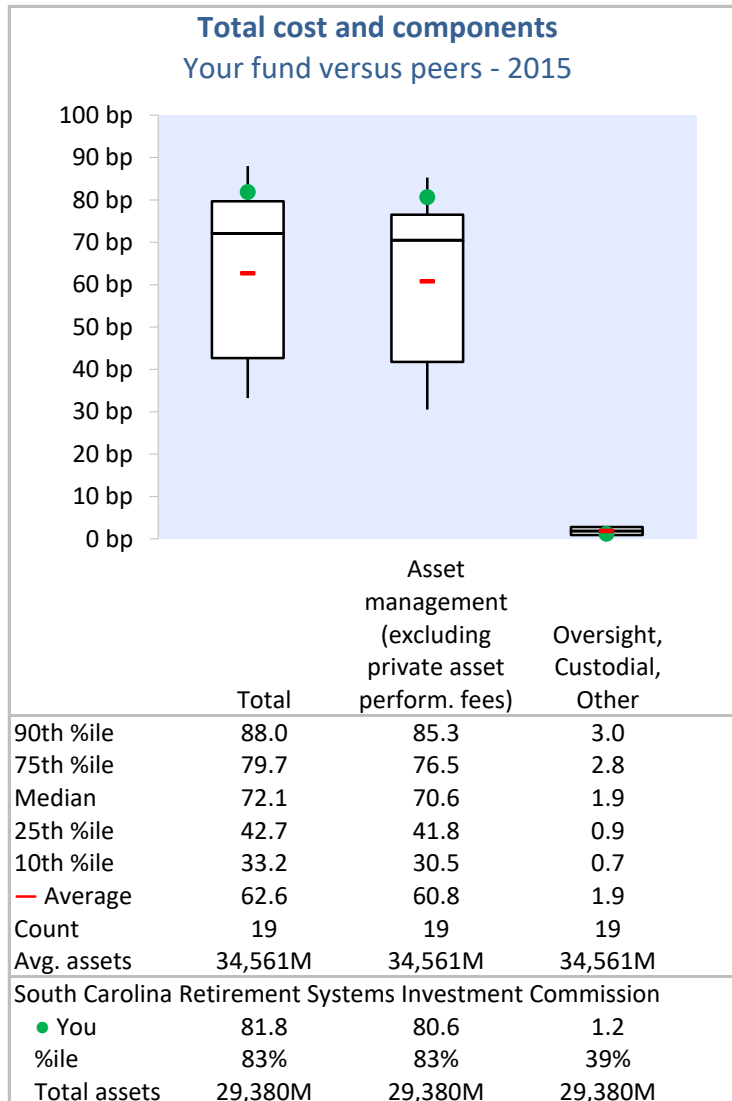 Total cost and components
Your fund versus peers - 2015
100 bp
90 bp
80 bp
70 bp
60 bp
50 bp
40 bp
30 bp
20 bp
10 bp
0 bp
Total
Asset
management
(excluding
private asset
perform. fees)
Oversight,
Custodial,
Other
90th %ile 88.0 85.3 3.0
75th %ile 79.7 76.5 2.8
Median 72.1 70.6 1.9
25th %ile 42.7 41.8 0.9
10th %ile 33.2 30.5 0.7
— Average 62.6 60.8 1.9
Count 19 19 19
Avg. assets 34,561M 34,561M 34,561M
South Carolina Retirement Systems Investment Commission
● You 81.8 80.6 1.2
%ile 83% 83% 39%
Total assets 29,380M 29,380M 29,380M